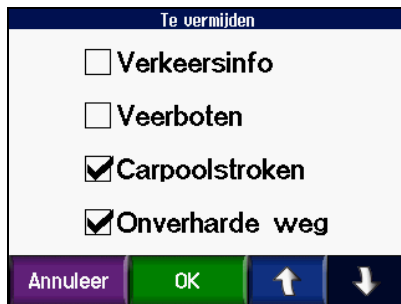 Te vermijden
Verkeersinfo
Veerboten
Carpoolstroken
Onverharde weg
Annuleer OK